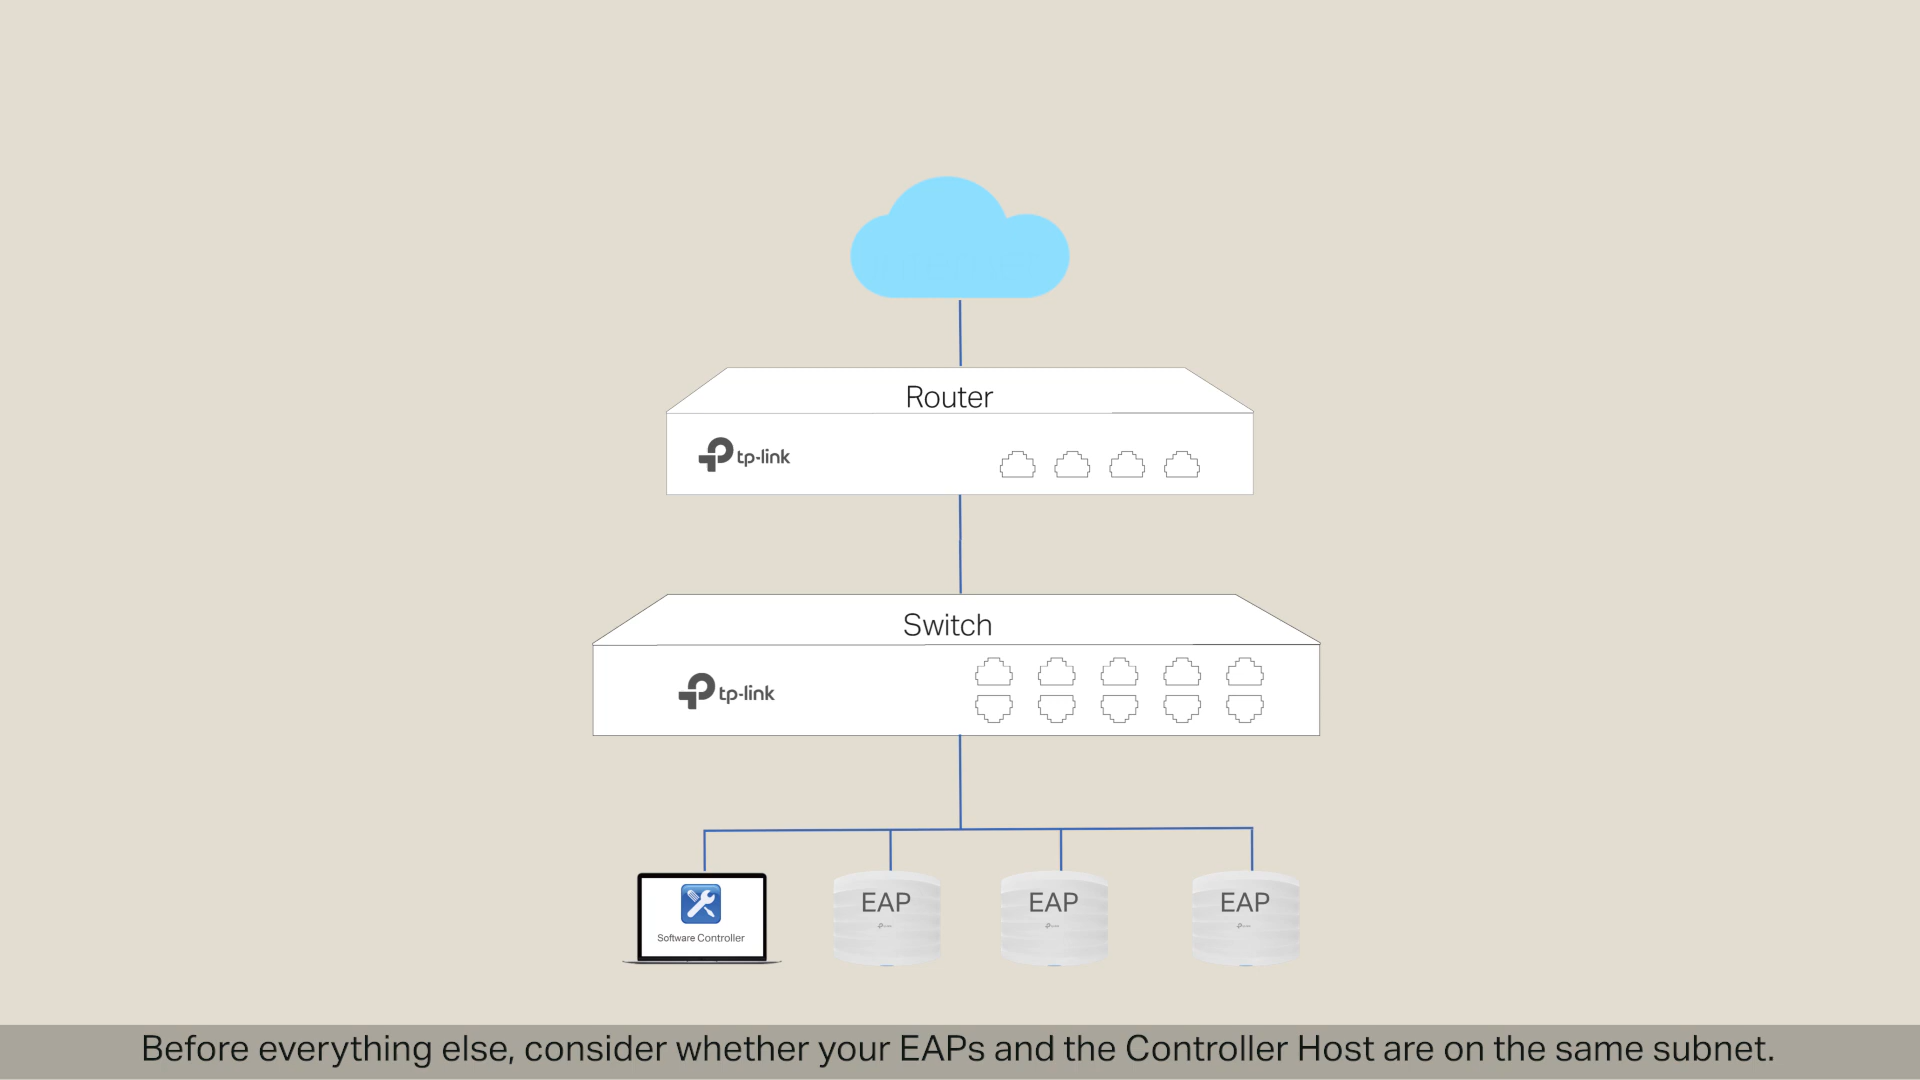 Router
tp-link
Switch
tp-link
Software Controller
EAP
EAP
EAP
Before everything else, consider whether your EAPs and the Controller Host are on the same subnet.